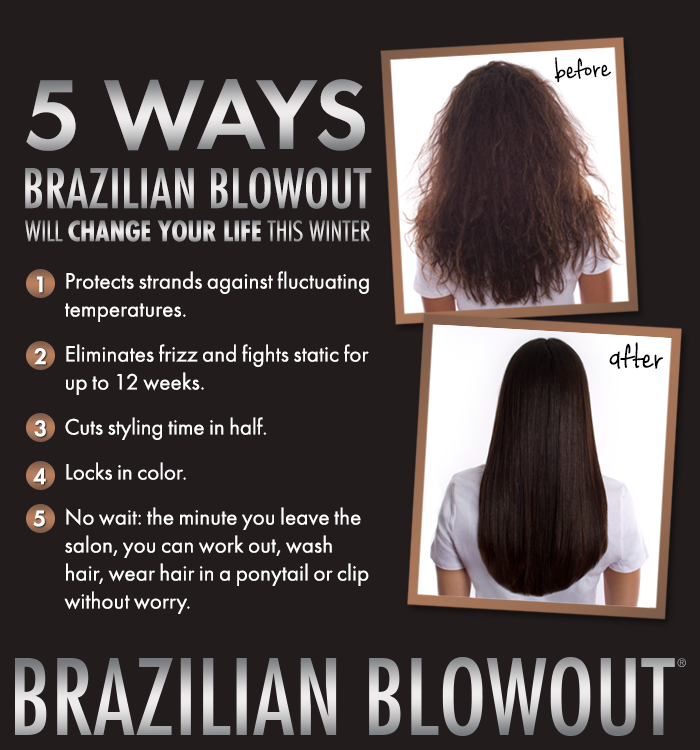 5 WAYS
BRAZILIAN BLOWOUT
WILL CHANGE YOUR LIFE THIS WINTER
1 Protects strands against fluctuating
temperatures.
2 Eliminates frizz and fights static for
up to 12 weeks.
3 Cuts styling time in half.
4 Locks in color.
5 No wait: the minute you leave the
salon, you can work out, wash
hair, wear hair in a ponytail or clip
without worry.
before
after
BRAZILIAN BLOWOUT®